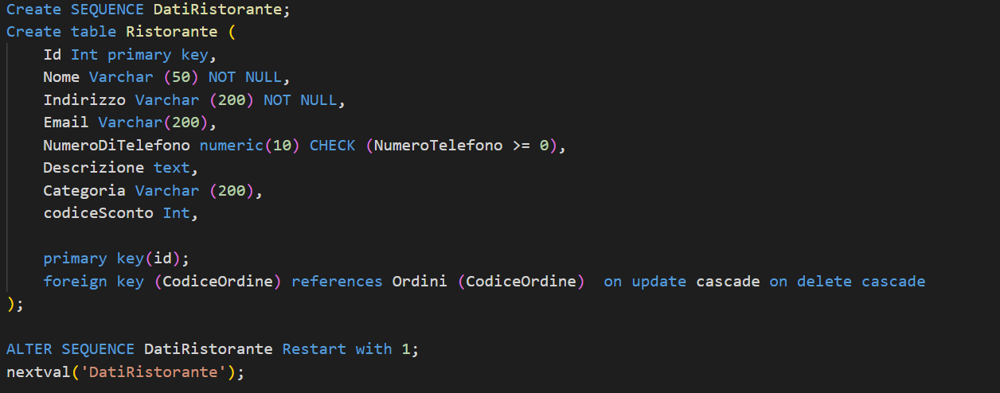 Create SEQUENCE DatiRistorante;
Create table Ristorante (
Id Int primary key,
Nome Varchar (50) NOT NULL,
Indirizzo Varchar (200) NOT NULL,
Email Varchar(200),
NumeroDiTelefono numeric(10) CHECK (NumeroTelefono >= 0),
Descrizione text,
Categoria Varchar (200),
codiceSconto Int,
primary key(id);
foreign key (CodiceOrdine) references Ordini (CodiceOrdine)  on update cascade on delete cascade
);
ALTER SEQUENCE DatiRistorante Restart with 1;
nextval('DatiRistorante');